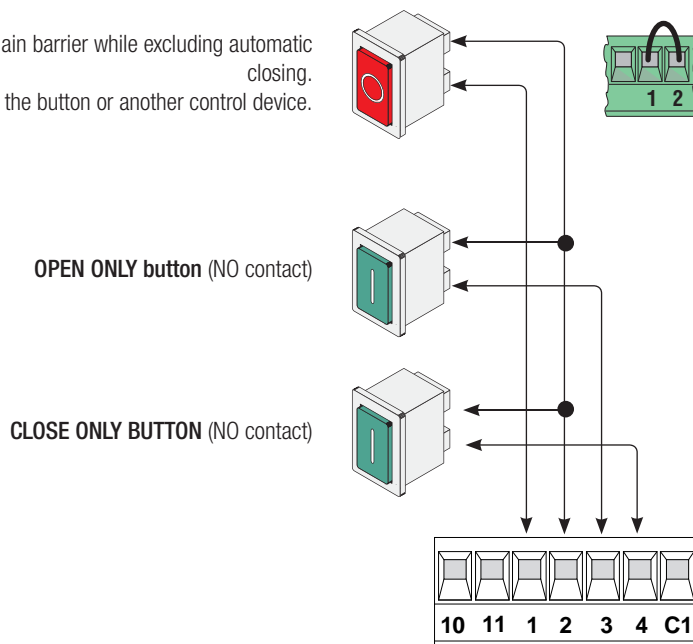 ain barrier while excluding automatic
closing.
the button or another control device.
1 2
OPEN ONLY button (NO contact)
CLOSE ONLY BUTTON (NO contact)
10 11 1 2 3 4 C1